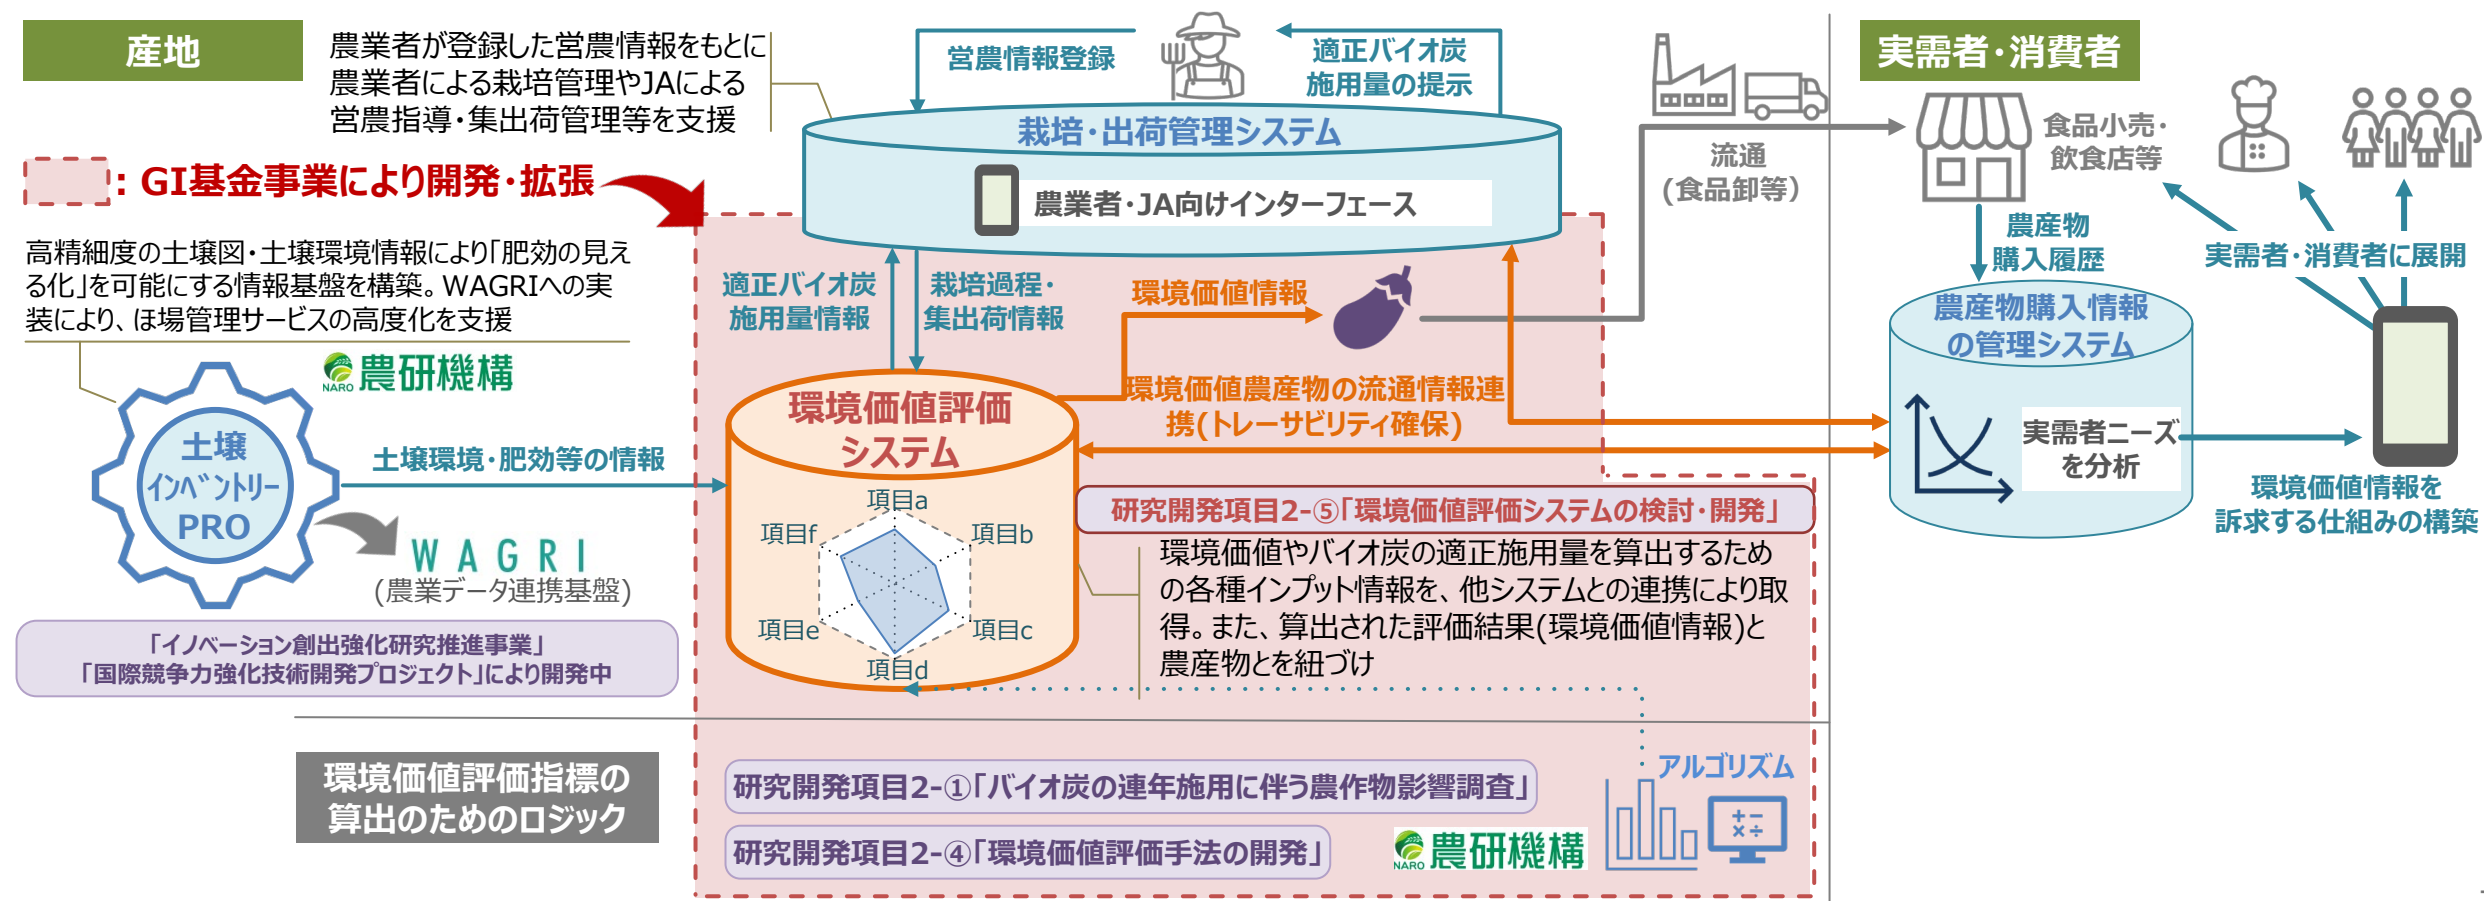 産地
農業者が登録した営農情報をもとに
農業者による栽培管理やJAによる
営農指導・集出荷管理等を支援
営農情報登録
適正バイオ炭
施用量の提示
実需者・消費者
栽培・出荷管理システム
農業者・JA向けインターフェース
流通
(食品卸等)
食品小売・
飲食店等
: GI基金事業により開発・拡張
高精細度の土壌図・土壌環境情報により「肥効の見え
る化」を可能にする情報基盤を構築。WAGRIへの実
装により、ほ場管理サービスの高度化を支援
適正バイオ炭
施用量情報
栽培過程・
集出荷情報
環境価値情報
農産物
購入履歴
実需者・消費者に展開
農産物購入情報
の管理システム
NARO 農研機構
環境価値農産物の流通情報連
携(トレーサビリティ確保)
環境価値評価
システム
実需者ニーズ
を分析
土壌
インベントリー
PRO
土壌環境・肥効等の情報
環境価値情報を
訴求する仕組みの構築
項目a
項目b
項目c
項目d
項目e
項目f
研究開発項目2-⑤「環境価値評価システムの検討・開発」
環境価値やバイオ炭の適正施用量を算出するため
の各種インプット情報を、他システムとの連携により取
得。また、算出された評価結果(環境価値情報)と
農産物とを紐づけ
WAGRI
(農業データ連携基盤)
「イノベーション創出強化研究推進事業」
「国際競争力強化技術開発プロジェクト」により開発中
環境価値評価指標の
算出のためのロジック
研究開発項目2-①「バイオ炭の連年施用に伴う農作物影響調査」
研究開発項目2-④「環境価値評価手法の開発」
NARO 農研機構
アルゴリズム